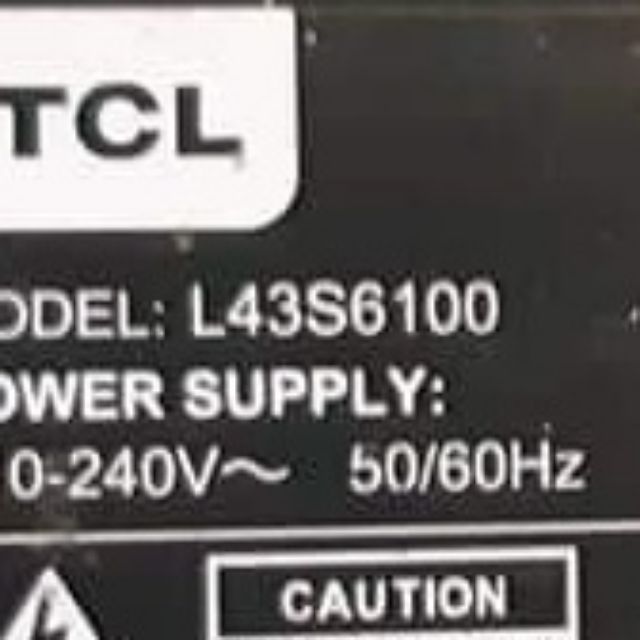 TCL
ODEL: L43S6100
OWER SUPPLY:
0-240V～ 50/60Hz
CAUTION